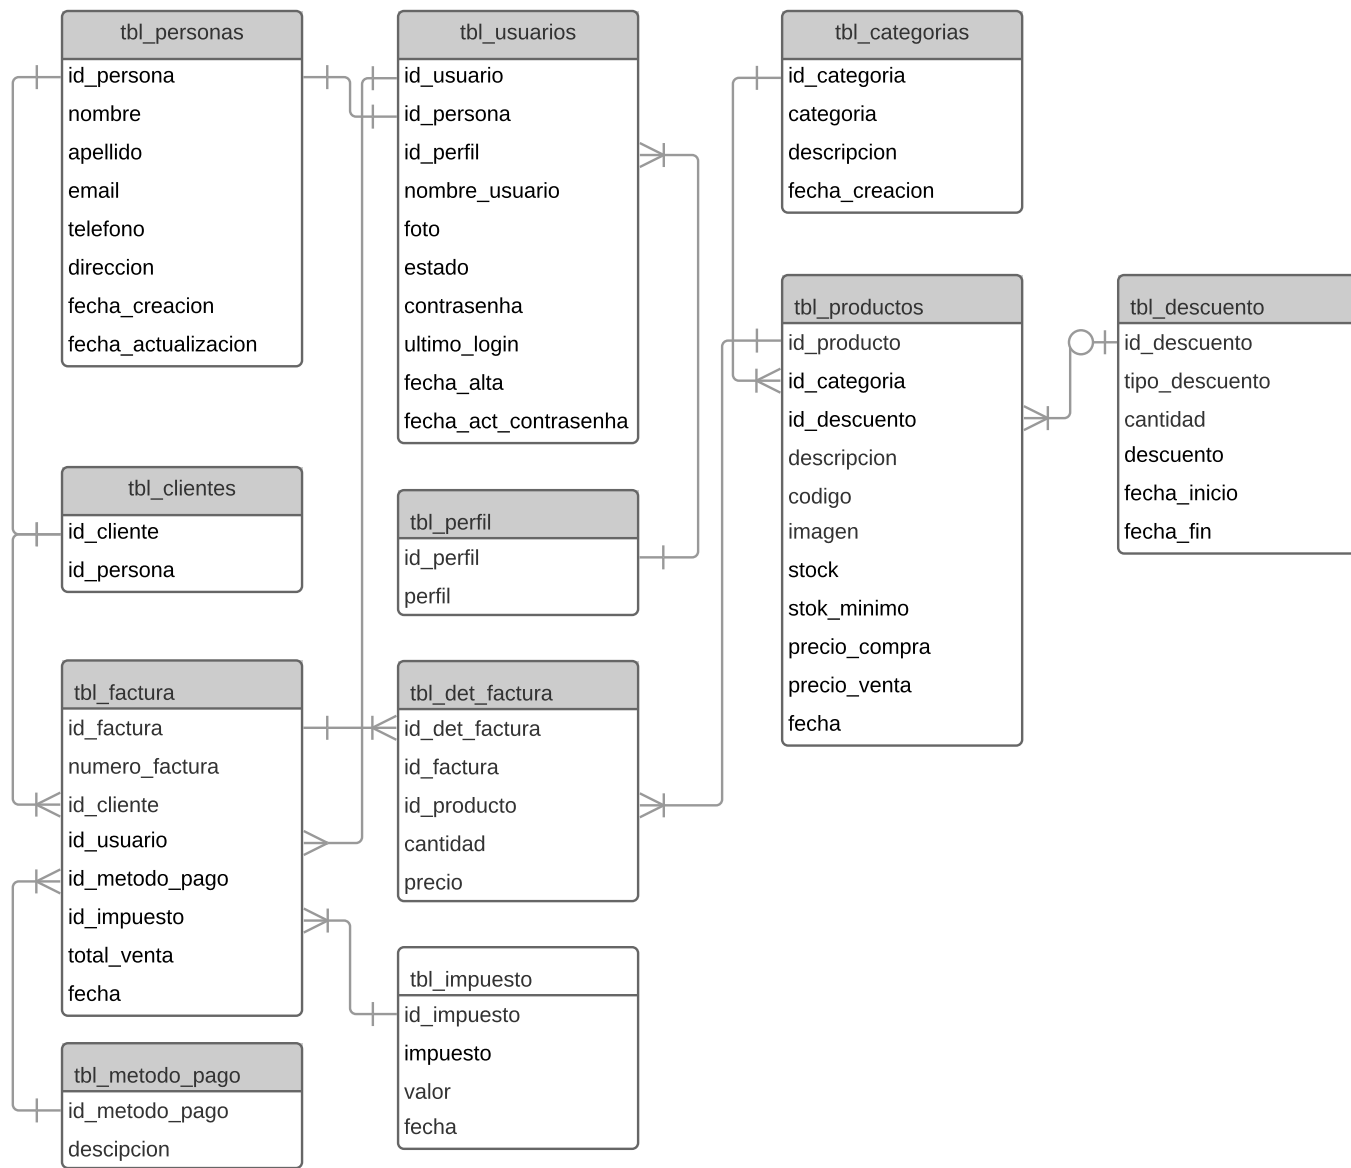 tbl_personas
id_persona
nombre
apellido
email
telefono
direccion
fecha_creacion
fecha_actualizacion
tbl_usuarios
id_usuario
id_persona
id_perfil
nombre_usuario
foto
estado
contrasenha
ultimo_login
fecha_alta
fecha_act_contrasenha
tbl_categorias
id_categoria
categoria
descripcion
fecha_creacion
tbl_productos
id_producto
id_categoria
id_descuento
descripcion
codigo
imagen
stock
stok_minimo
precio_compra
precio_venta
fecha
tbl_descuento
id_descuento
tipo_descuento
cantidad
descuento
fecha_inicio
fecha_fin
tbl_clientes
id_cliente
id_persona
tbl_perfil
id_perfil
perfil
tbl_factura
id_factura
numero_factura
id_cliente
id_usuario
id_metodo_pago
id_impuesto
total_venta
fecha
tbl_det_factura
id_det_factura
id_factura
id_producto
cantidad
precio
tbl_impuesto
id_impuesto
impuesto
valor
fecha
tbl_metodo_pago
id_metodo_pago
descipcion